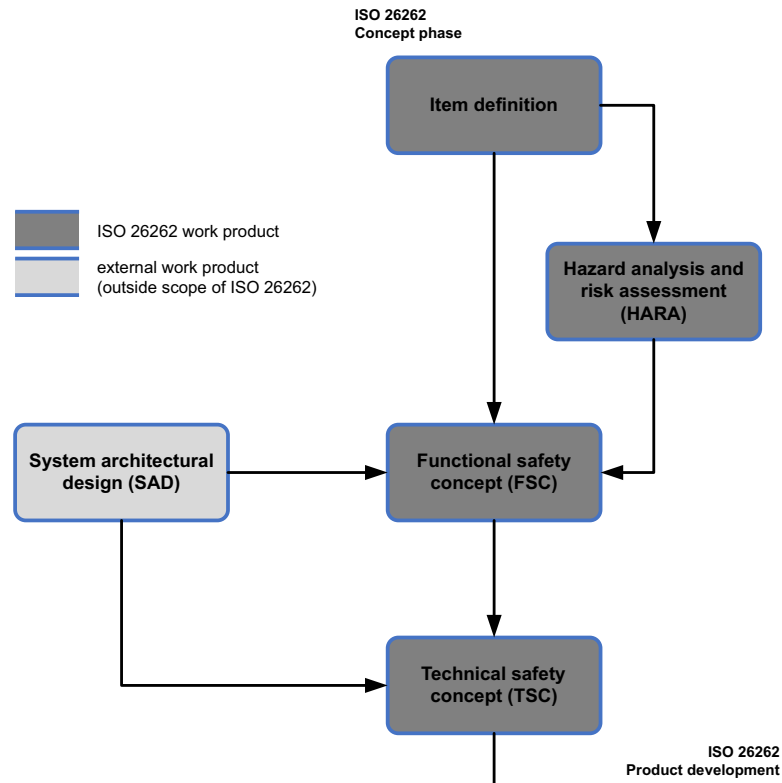 ISO 26262
Concept phase
Item definition
ISO 26262 work product
external work product
(outside scope of ISO 26262)
Hazard analysis and
risk assessment
(HARA)
System architectural
design (SAD)
Functional safety
concept (FSC)
Technical safety
concept (TSC)
ISO 26262
Product development